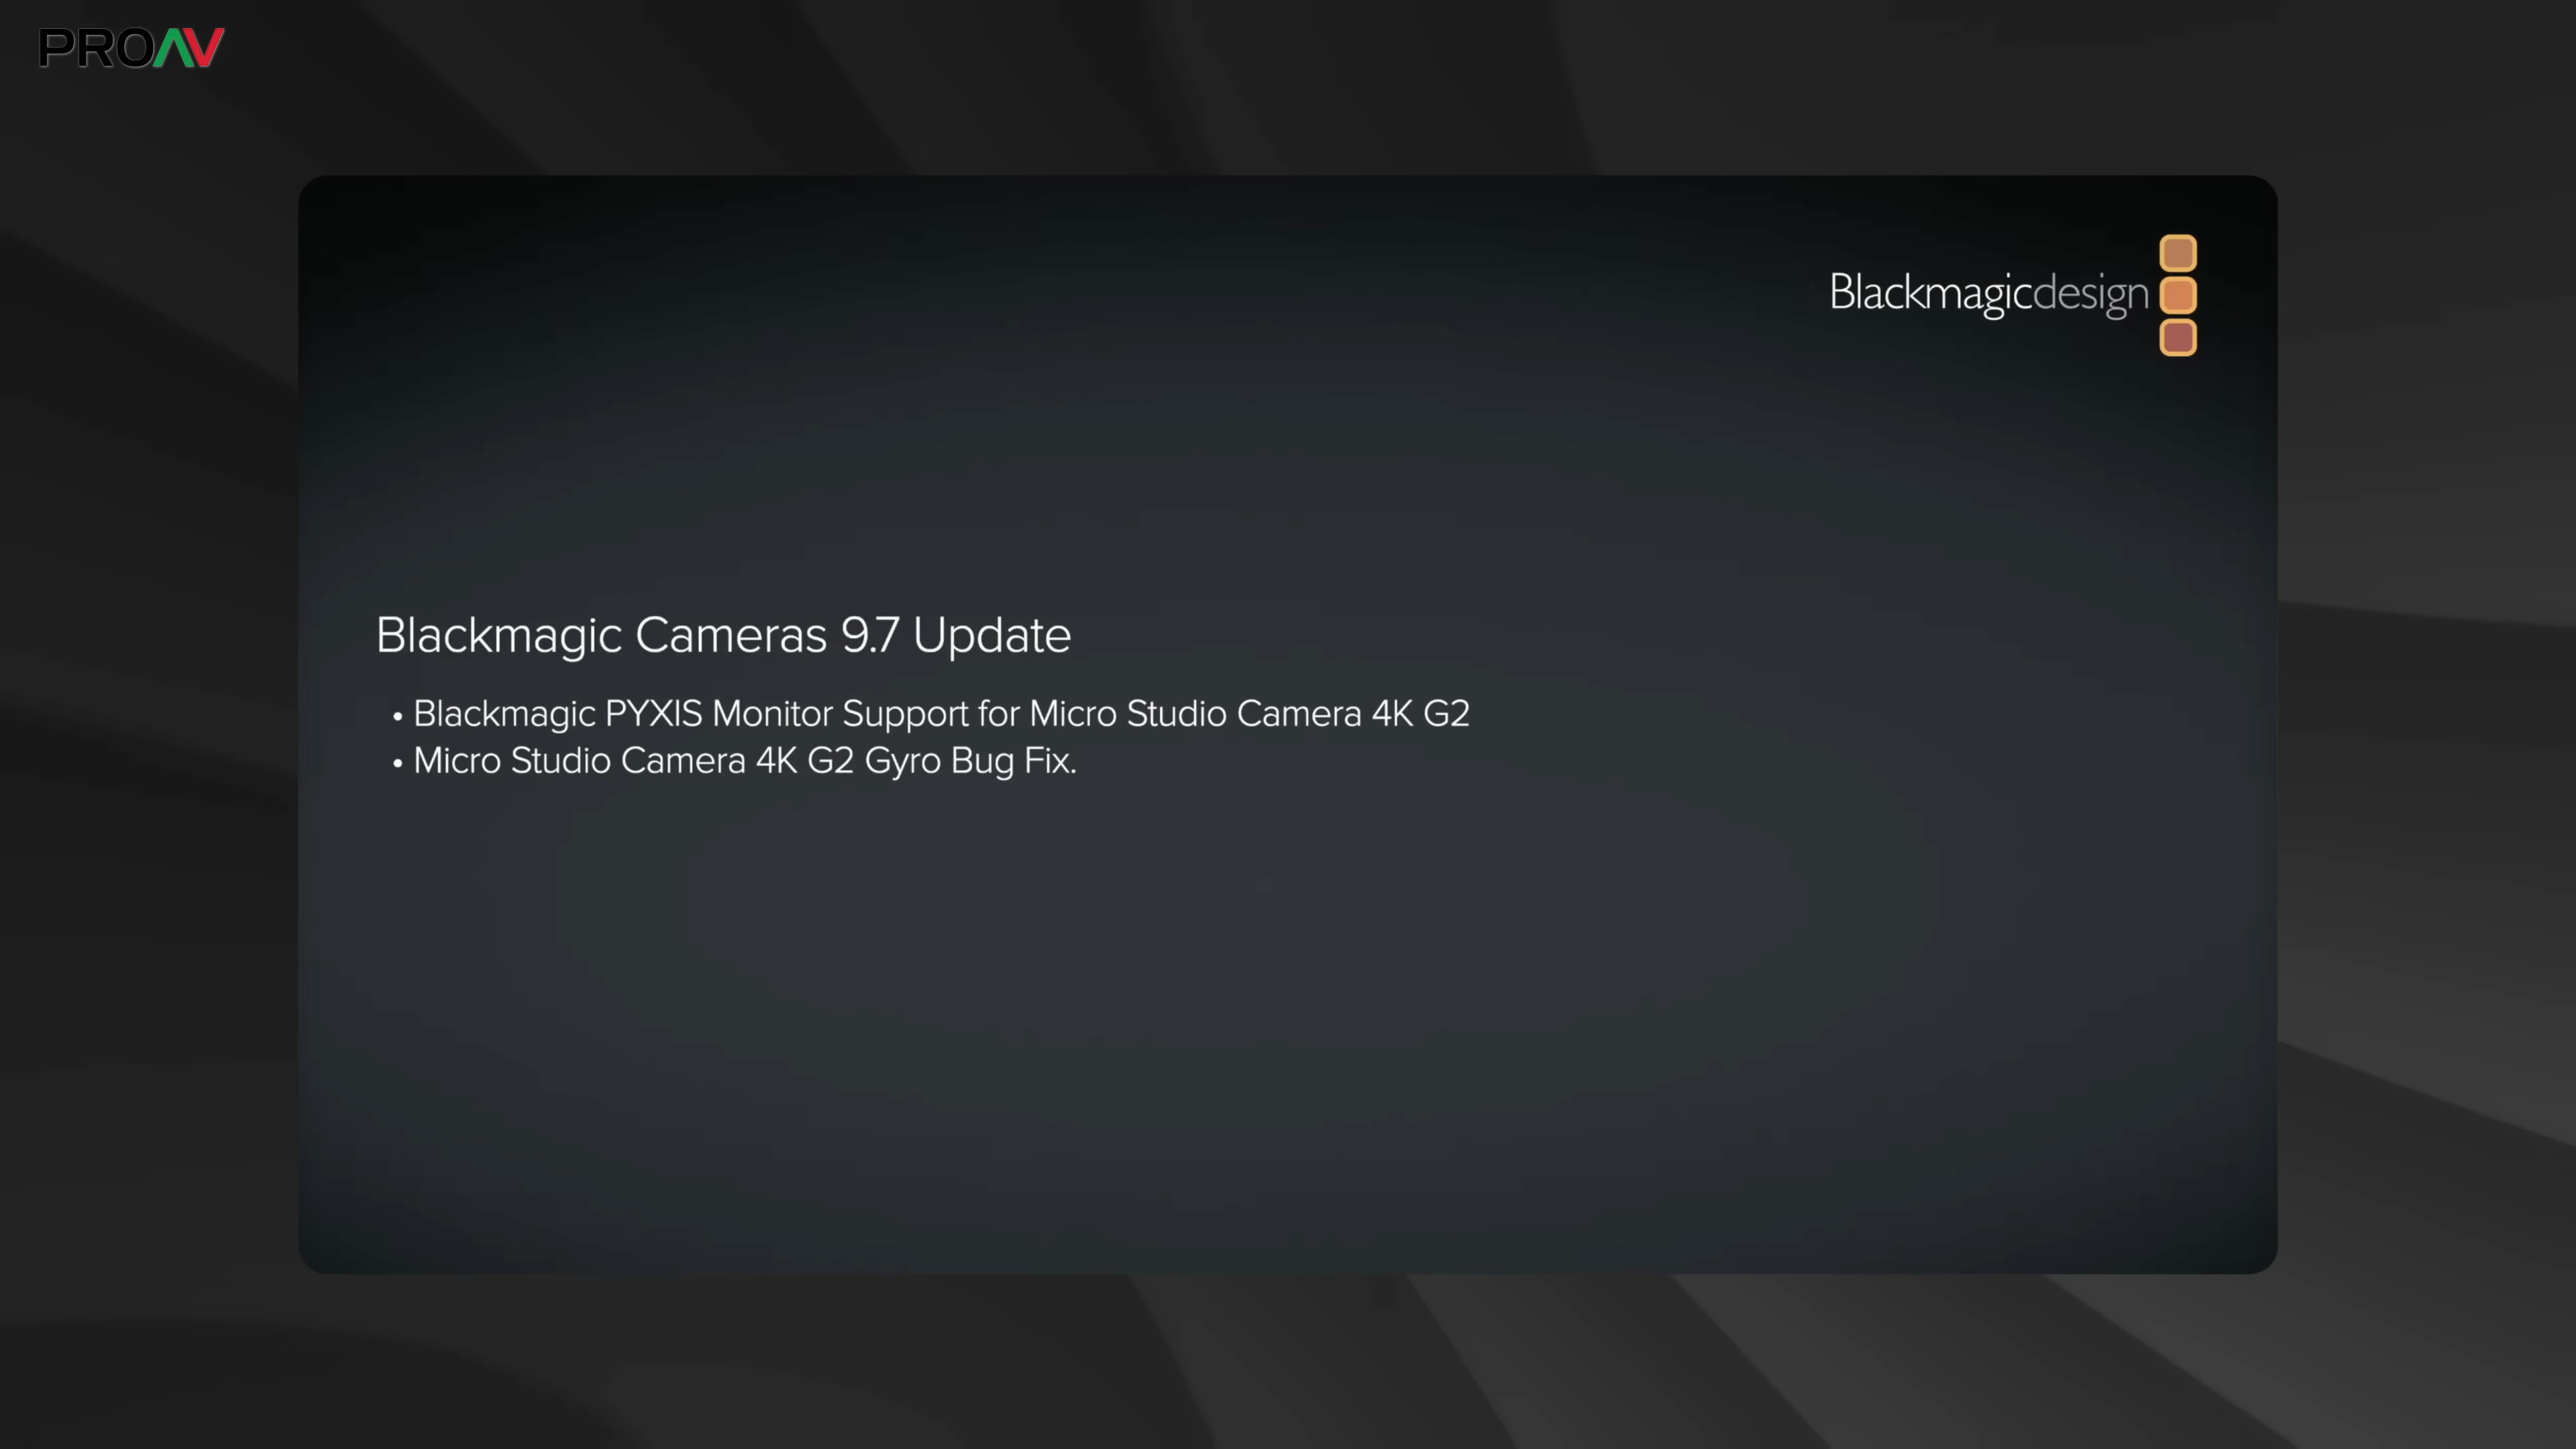 PROAV
Blackmagicdesign
Blackmagic Cameras 9.7 Update
• Blackmagic PYXIS Monitor Support for Micro Studio Camera 4K G2
• Micro Studio Camera 4K G2 Gyro Bug Fix.